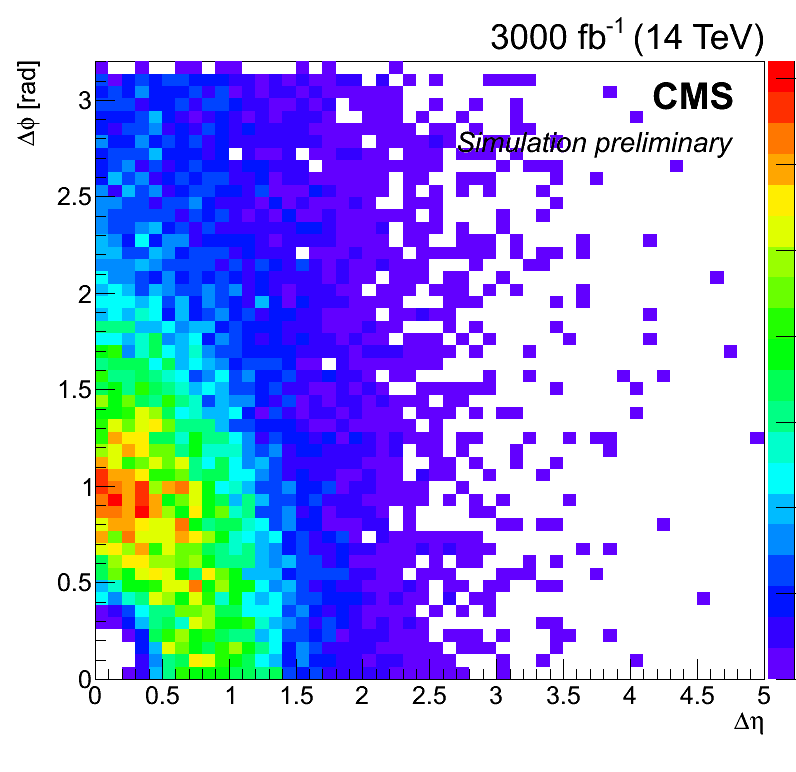 3000 fb-1 (14 TeV)
CMS
Simulation preliminary
Δϕ [rad]
3
2.5
2
1.5
1
0.5
0
0 0.5 1 1.5 2 2.5 3 3.5 4 4.5 5
Δη